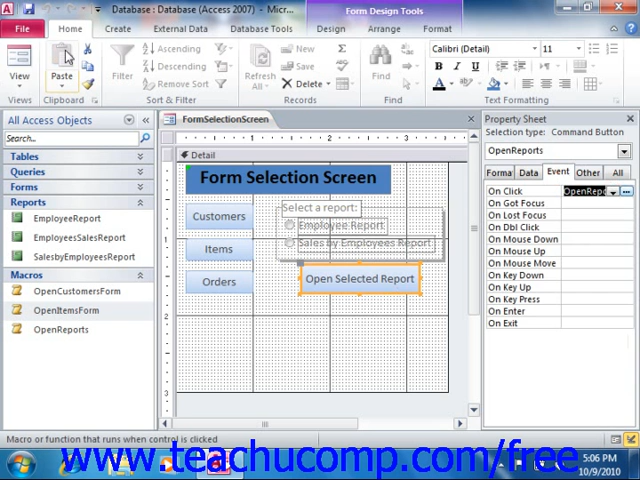 Database : Database (Access 2007) - Micr...
Form Design Tools
File
Home
Create
External Data
Database Tools
Design
Arrange
Format
View
Paste
Filter
Ascending
Descending
Remove Sort
Refresh All
Delete
Find
Calibri (Detail)
11
Views
Clipboard
Sort & Filter
Records
Find
Text Formatting
All Access Objects
Search...
Tables
Queries
Forms
Reports
EmployeeReport
EmployeesSalesReport
SalesbyEmployeesReport
Macros
OpenCustomersForm
OpenItemsForm
OpenReports
FormSelectionScreen
Detail
Form Selection Screen
Customers
Items
Orders
Select a report:
Employee Report
Sales by Employees Report
Open Selected Report
Property Sheet
Selection type: Command Button
OpenReports
Format
Data
Event
Other
All
On Click
OpenRepo
On Got Focus
On Lost Focus
On Dbl Click
On Mouse Down
On Mouse Up
On Mouse Move
On Key Down
On Key Up
On Key Press
On Enter
On Exit
Macro or function that runs when control is clicked
www.teachucomp.com/free
5:06 PM
10/9/2010